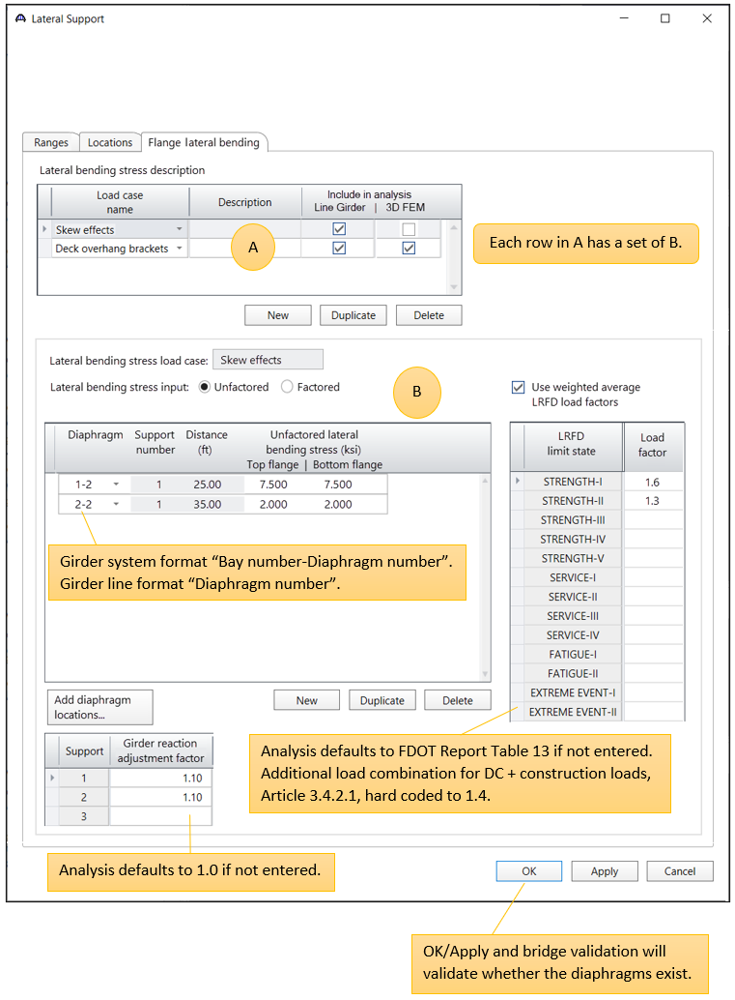 Lateral Support
Ranges
Locations
Flange lateral bending
Lateral bending stress description
Load case
name
Description
Include in analysis
Line Girder | 3D FEM
Skew effects
Deck overhang brackets
A
Each row in A has a set of B.
New
Duplicate
Delete
Lateral bending stress load case:
Skew effects
Lateral bending stress input:
Unfactored
Factored
B
Use weighted average
LRFD load factors
Diaphragm
Support
number
Distance
(ft)
Unfactored lateral
bending stress (ksi)
Top flange | Bottom flange
1-2 1 25.00 7.500 7.500
2-2 1 35.00 2.000 2.000
Girder system format “Bay number-Diaphragm number”.
Girder line format “Diaphragm number”.
LRFD
limit state
Load
factor
STRENGTH-I 1.6
STRENGTH-II 1.3
STRENGTH-III
STRENGTH-IV
STRENGTH-V
SERVICE-I
SERVICE-II
SERVICE-III
SERVICE-IV
FATIGUE-I
FATIGUE-II
EXTREME EVENT-I
EXTREME EVENT-II
Add diaphragm
locations...
New
Duplicate
Delete
Analysis defaults to FDOT Report Table 13 if not entered.
Additional load combination for DC + construction loads,
Article 3.4.2.1, hard coded to 1.4.
Support
Girder reaction
adjustment factor
1 1.10
2 1.10
3
Analysis defaults to 1.0 if not entered.
OK
Apply
Cancel
OK/Apply and bridge validation will
validate whether the diaphragms exist.